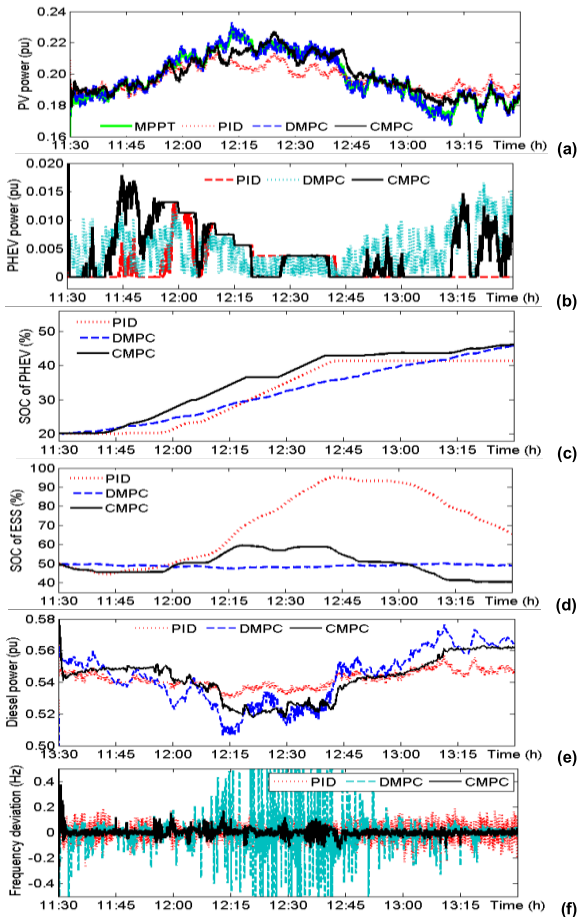 0.24
0.22
0.20
0.18
0.16
PV power (pu)
MPPT PID DMPC CMPC
11:30 11:45 12:00 12:15 12:30 12:45 13:00 13:15 Time (h)
(a)
0.020
0.015
0.010
0.005
0
PHEV power (pu)
PID DMPC CMPC
11:30 11:45 12:00 12:15 12:30 12:45 13:00 13:15 Time (h)
(b)
50
40
30
20
SOC of PHEV (%)
PID
DMPC
CMPC
11:30 11:45 12:00 12:15 12:30 12:45 13:00 13:15 Time (h)
(c)
100
90
80
70
60
50
40
SOC of ESS (%)
PID
DMPC
CMPC
11:30 11:45 12:00 12:15 12:30 12:45 13:00 13:15 Time (h)
(d)
0.58
0.56
0.54
0.52
0.50
Diesel power (pu)
PID DMPC CMPC
13:30 11:45 12:00 12:15 12:30 12:45 13:00 13:15 Time (h)
(e)
0.4
0.2
0
-0.2
-0.4
Frequency deviation (Hz)
PID DMPC CMPC
11:30 11:45 12:00 12:15 12:30 12:45 13:00 13:15 Time (h)
(f)